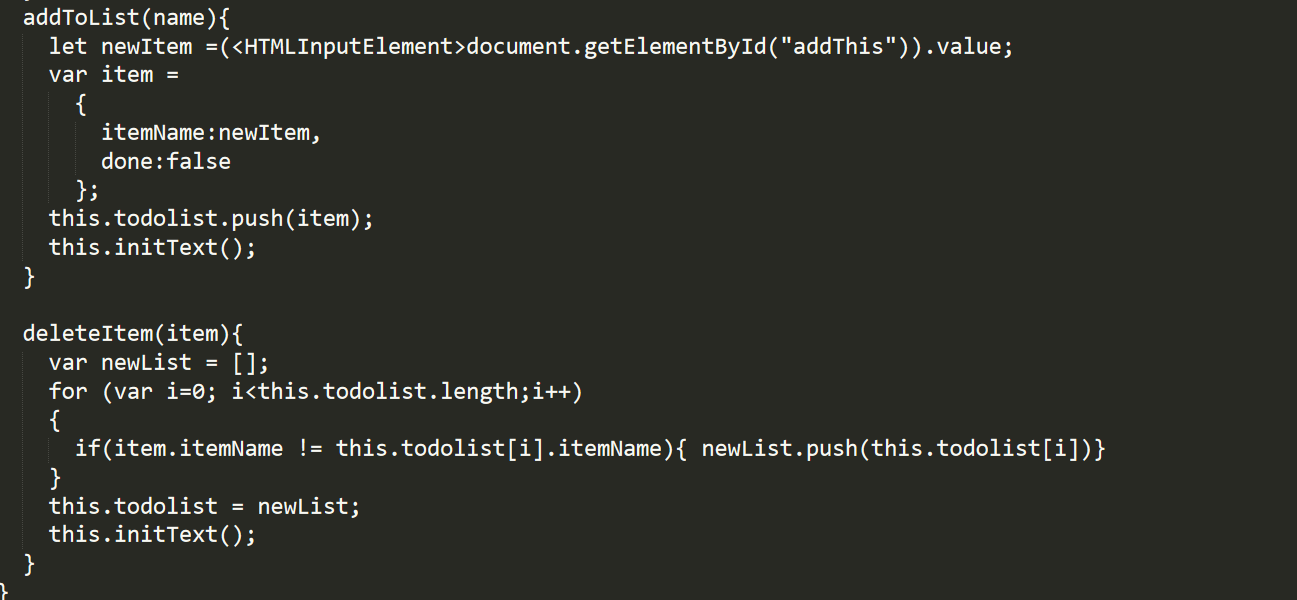 addToList(name){
let newItem =(<HTMLInputElement>document.getElementById("addThis")).value;
var item =
{
itemName:newItem,
done:false
};
this.todolist.push(item);
this.initText();
}
deleteItem(item){
var newList = [];
for (var i=0; i<this.todolist.length;i++)
{
if(item.itemName != this.todolist[i].itemName){ newList.push(this.todolist[i])}
}
this.todolist = newList;
this.initText();
}
}